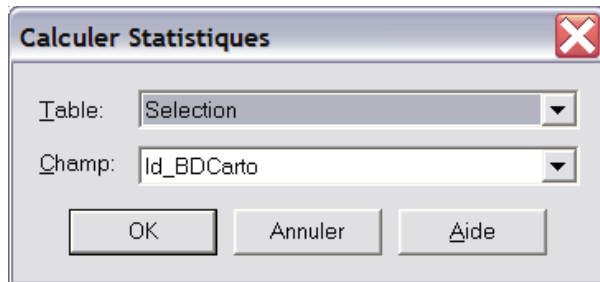 Calculer Statistiques
Table: Selection
Champ: Id_BDCarto
OK Annuler Aide